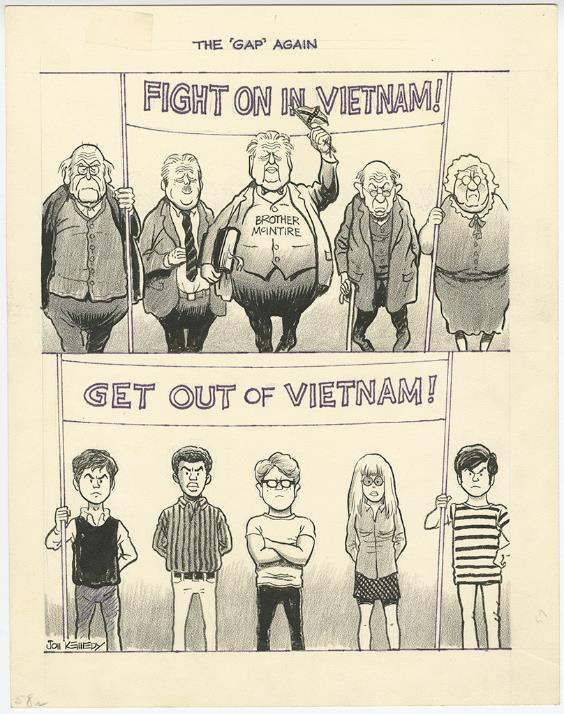 THE 'GAP' AGAIN
FIGHT ON IN VIETNAM!
BROTHER
McINTIRE
GET OUT OF VIETNAM!
JON KENNEDY